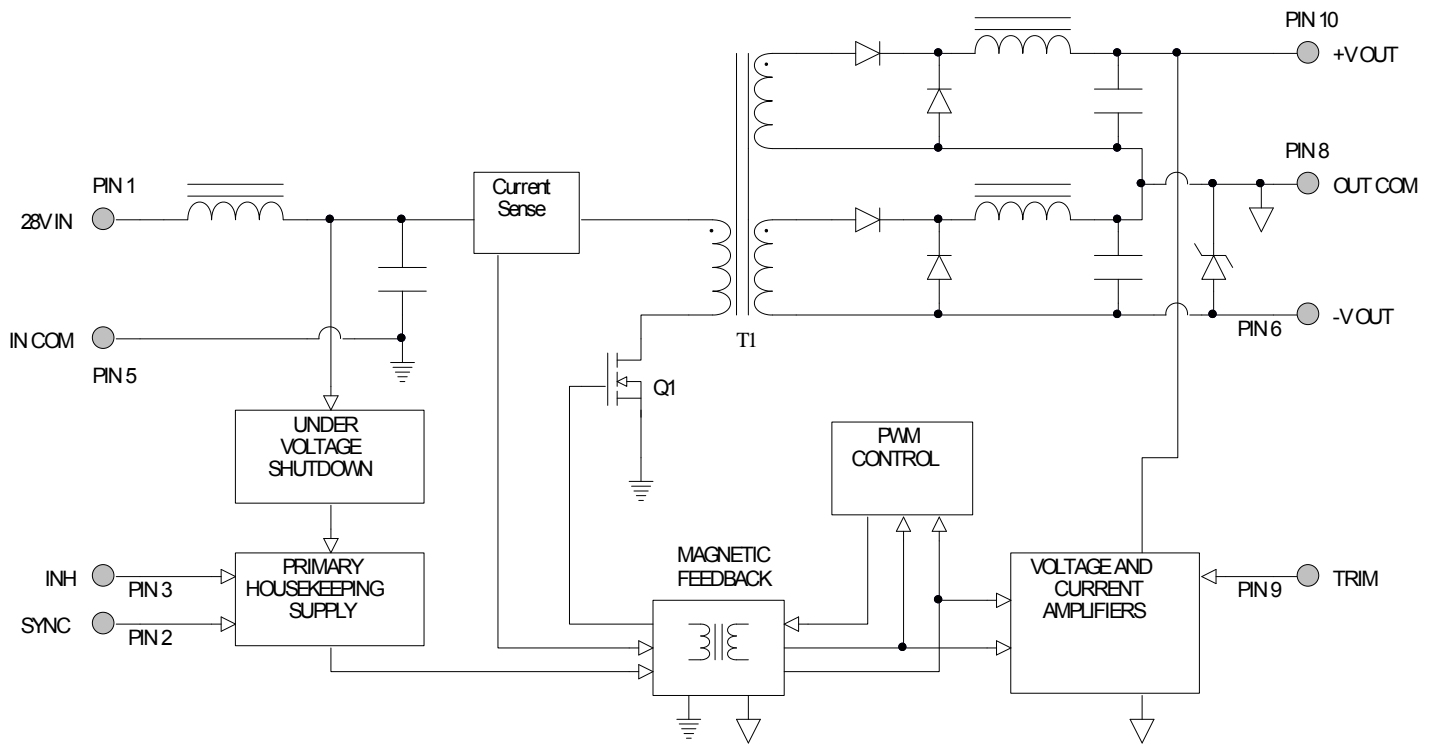 PIN 10
+V OUT
PIN 8
OUT COM
PIN 1
28V IN
Current
Sense
IN COM
PIN 5
T1
PIN 6
-V OUT
Q1
UNDER
VOLTAGE
SHUTDOWN
PWM
CONTROL
INH
PIN 3
SYNC
PIN 2
PRIMARY
HOUSEKEEPING
SUPPLY
MAGNETIC
FEEDBACK
VOLTAGE AND
CURRENT
AMPLIFIERS
TRIM
PIN 9